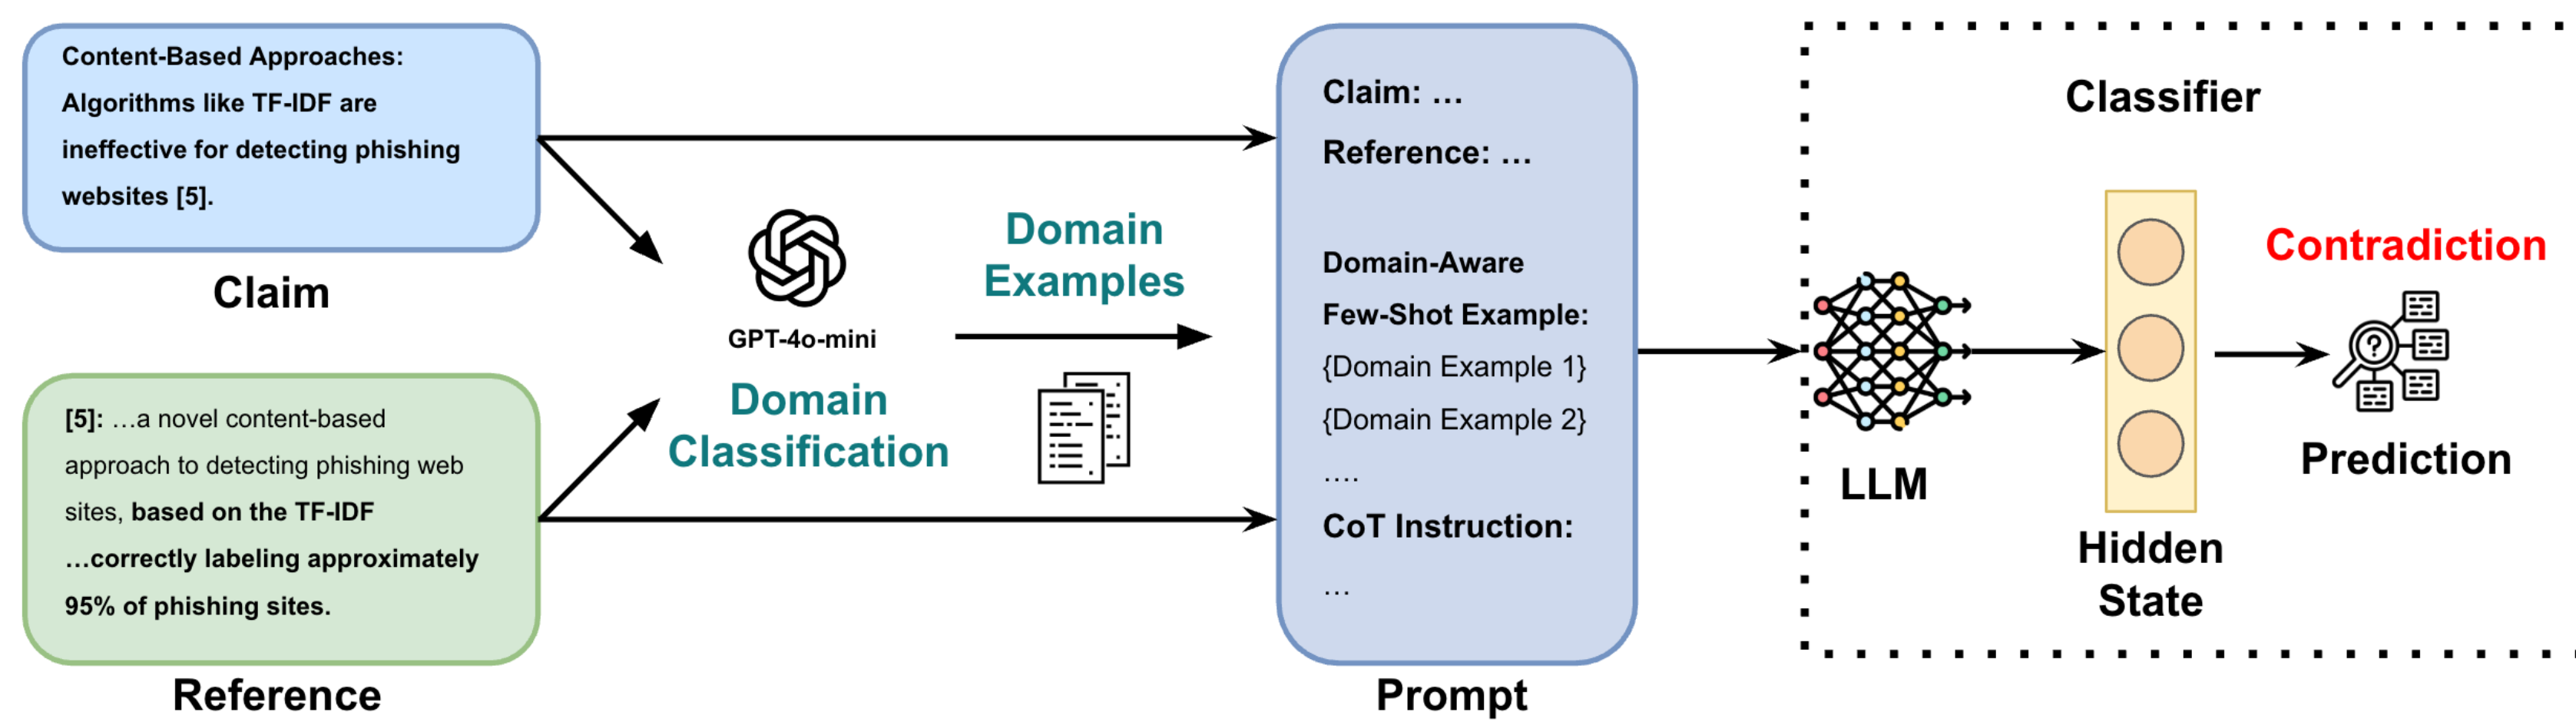 Content-Based Approaches:
Algorithms like TF-IDF are
ineffective for detecting phishing
websites [5].
Claim
[5]: …a novel content-based
approach to detecting phishing web
sites, based on the TF-IDF
…correctly labeling approximately
95% of phishing sites.
Reference
GPT-4o-mini
Domain
Classification
Domain
Examples
Claim: …
Reference: …
Domain-Aware
Few-Shot Example:
{Domain Example 1}
{Domain Example 2}
….
CoT Instruction:
…
Prompt
Classifier
LLM
Hidden
State
Contradiction
?
Prediction